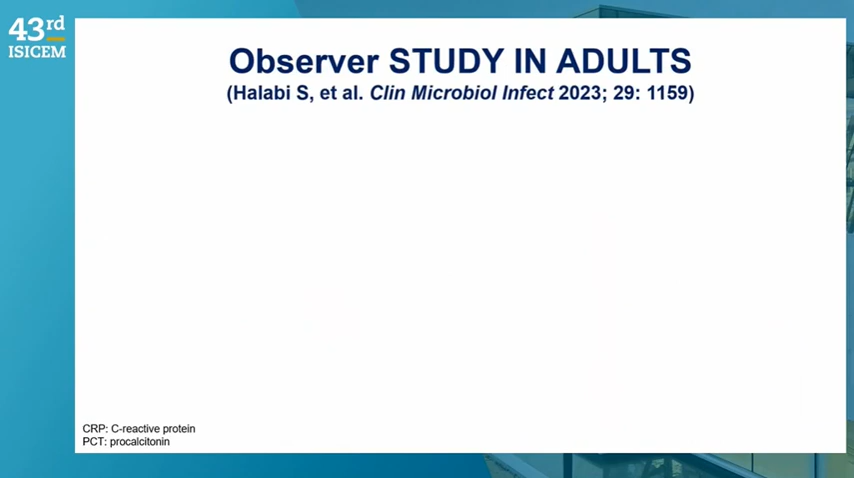 43rd
ISICEM
Observer STUDY IN ADULTS
(Halabi S, et al. Clin Microbiol Infect 2023; 29: 1159)
CRP: C-reactive protein
PCT: procalcitonin